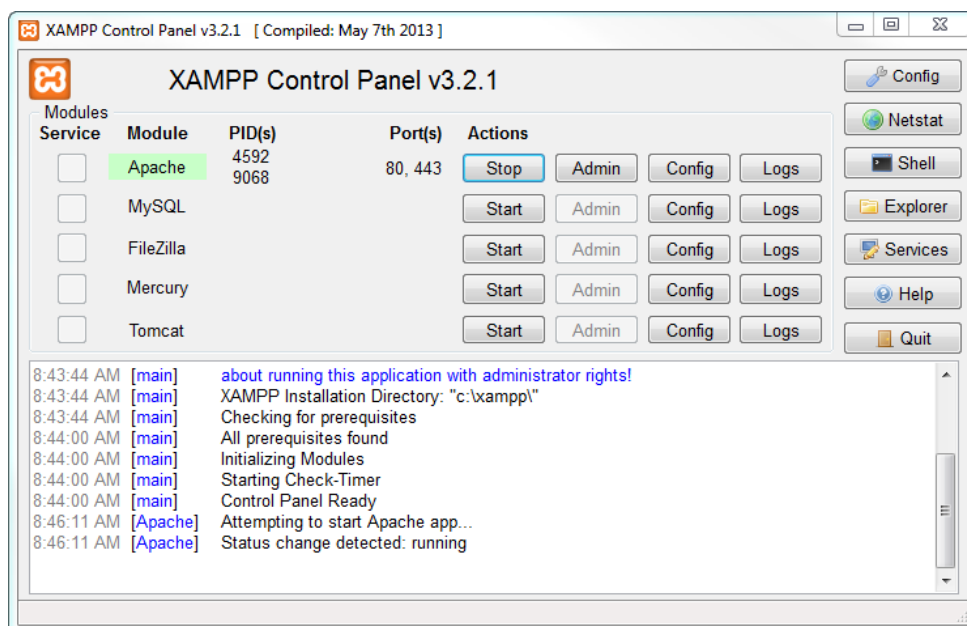 XAMPP Control Panel v3.2.1 [ Compiled: May 7th 2013 ]
XAMPP Control Panel v3.2.1
Config
Modules
Netstat
Service Module PID(s) Port(s) Actions
Apache 4592 9068 80, 443 Stop Admin Config Logs
Shell
MySQL Start Admin Config Logs
Explorer
FileZilla Start Admin Config Logs
Services
Mercury Start Admin Config Logs
Help
Tomcat Start Admin Config Logs
Quit
8:43:44 AM [main] about running this application with administrator rights!
8:43:44 AM [main] XAMPP Installation Directory: "c:\xampp\"
8:43:44 AM [main] Checking for prerequisites
8:44:00 AM [main] All prerequisites found
8:44:00 AM [main] Initializing Modules
8:44:00 AM [main] Starting Check-Timer
8:44:00 AM [main] Control Panel Ready
8:46:11 AM [Apache] Attempting to start Apache app...
8:46:11 AM [Apache] Status change detected: running